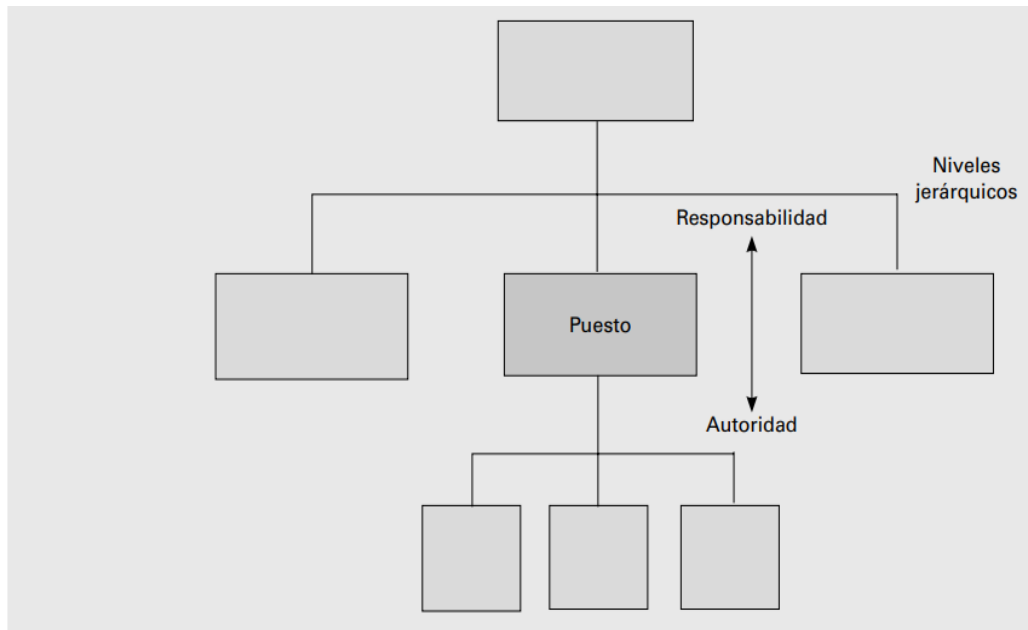 Niveles
jerárquicos
Responsabilidad
Puesto
Autoridad